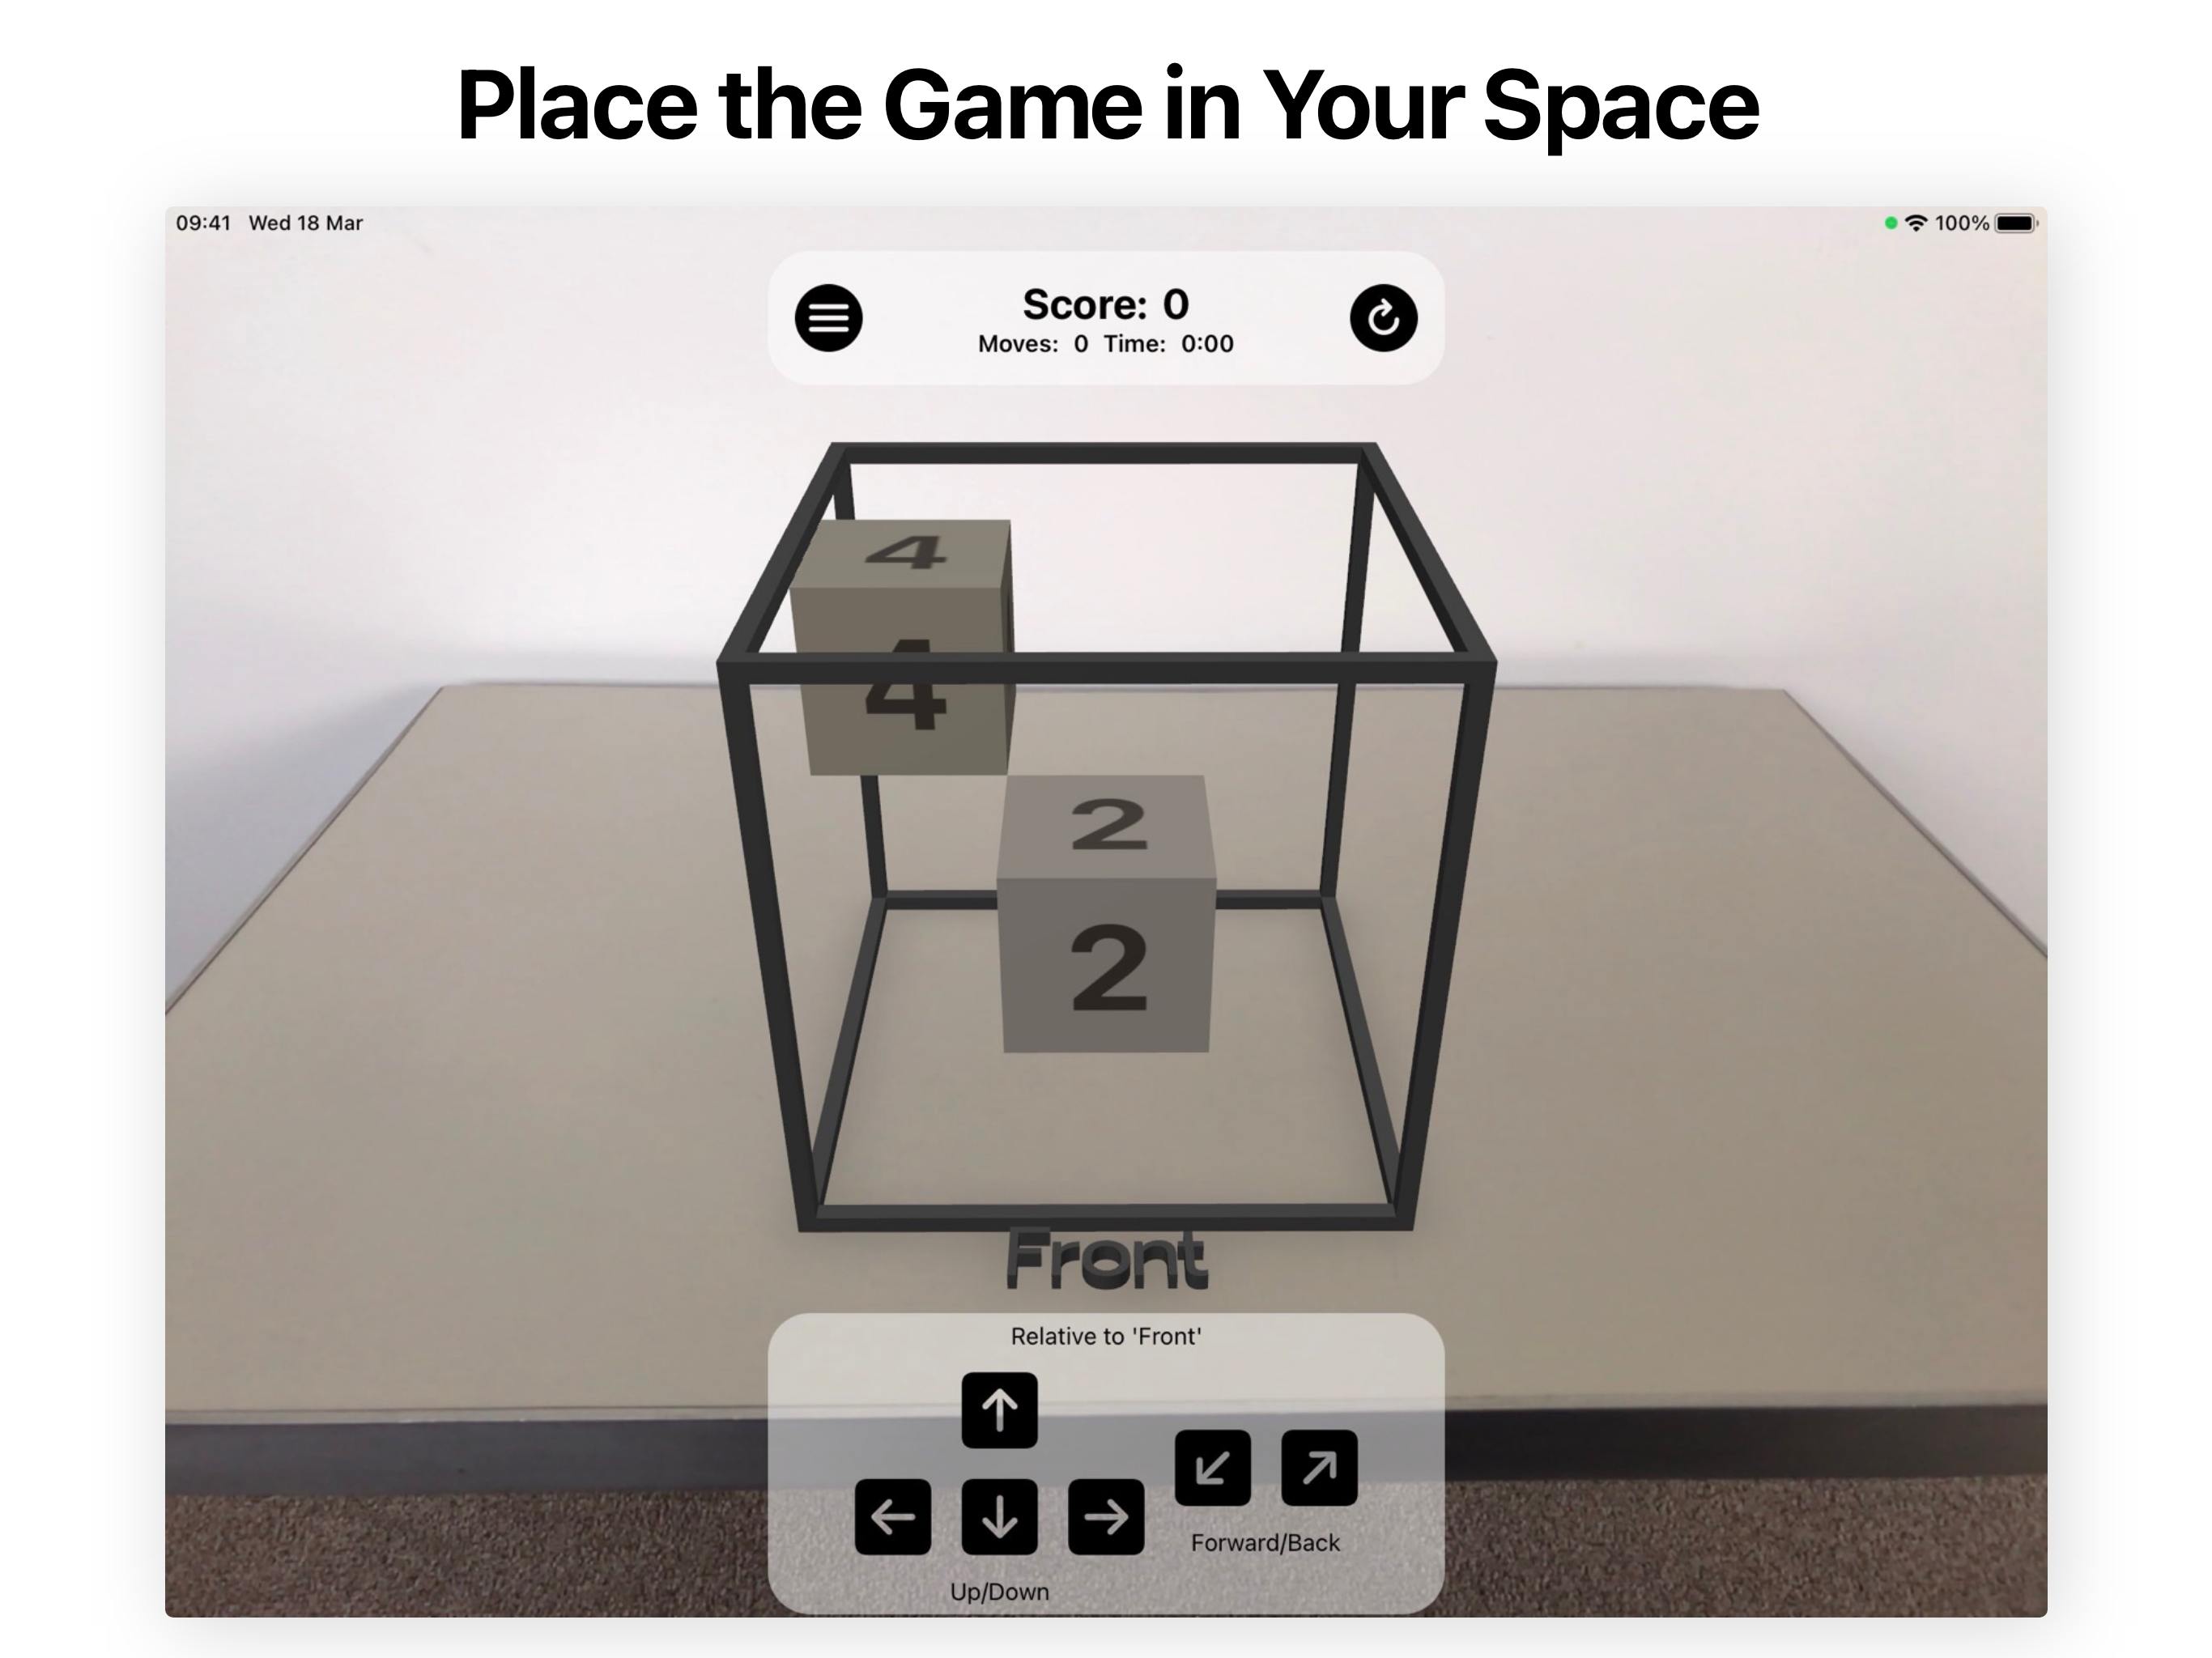 Place the Game in Your Space
09:41 Wed 18 Mar
100%
Score: 0
Moves: 0 Time: 0:00
4
4
2
2
Front
Relative to 'Front'
Forward/Back
Up/Down